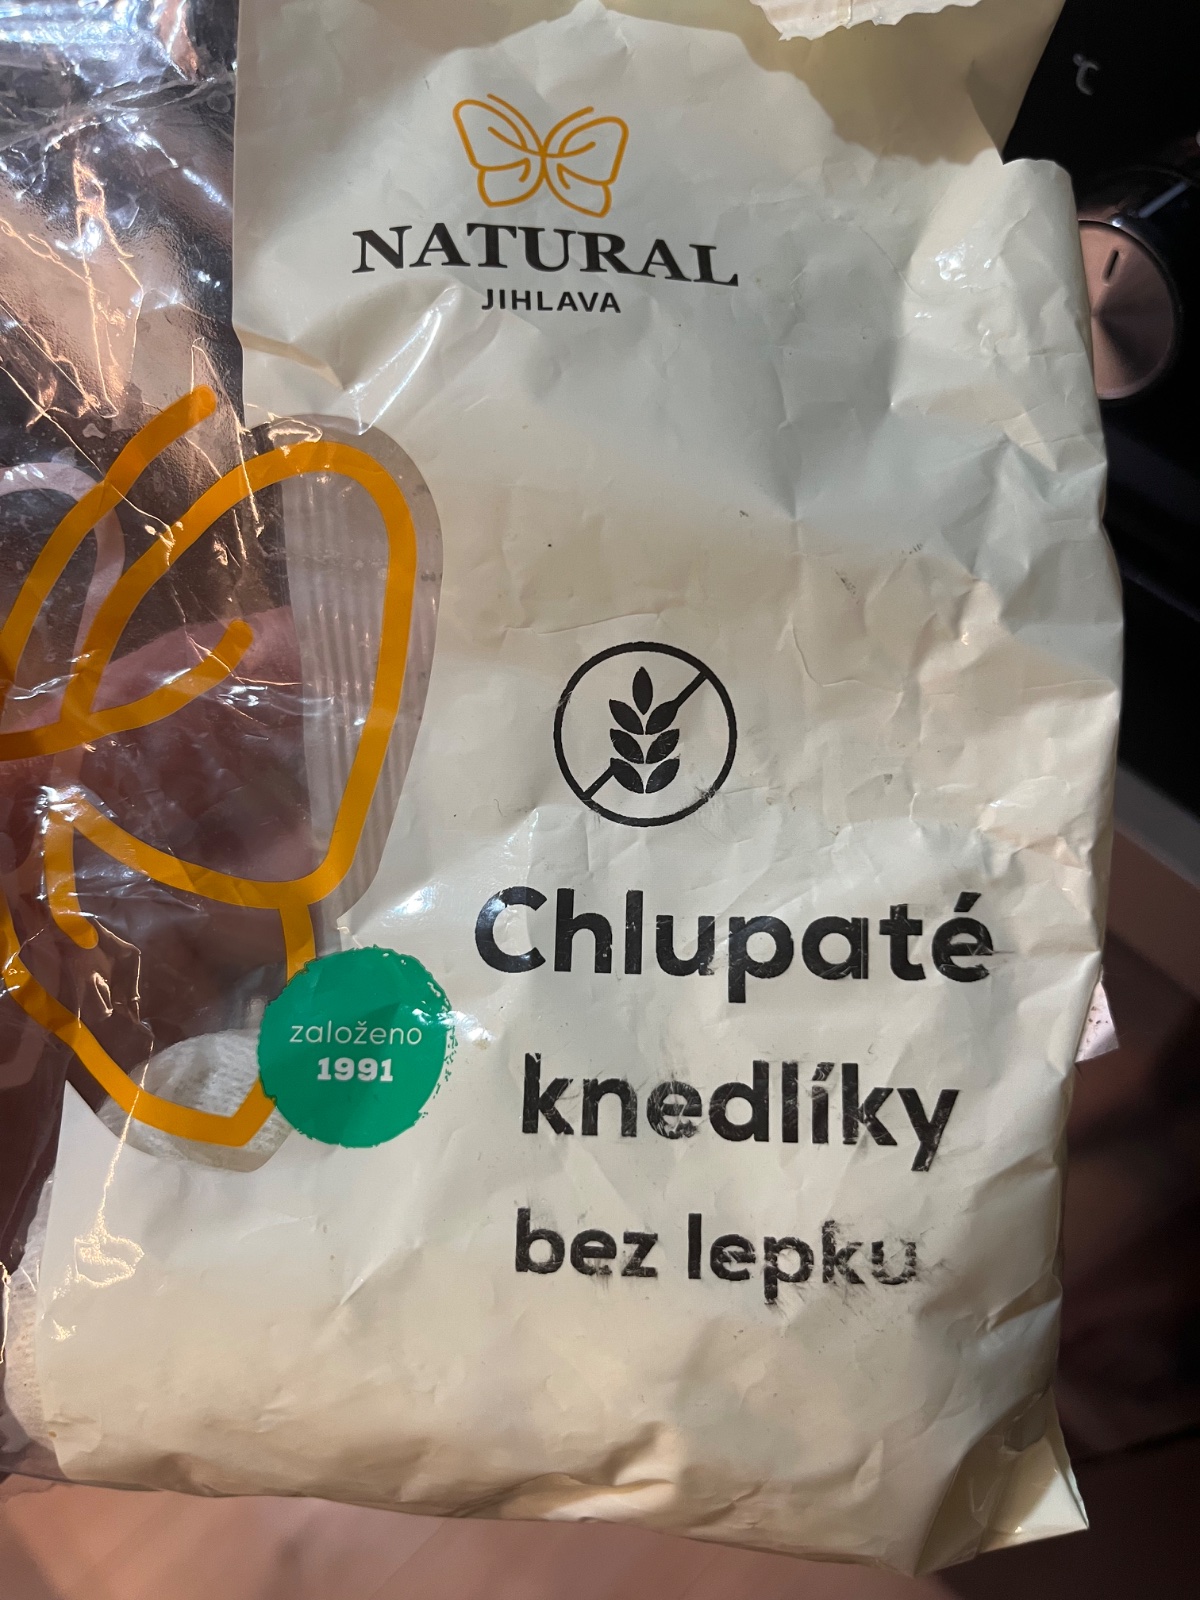 NATURAL
JIHLAVA
Chlupaté
založeno
1991
knedlíky
bez lepku